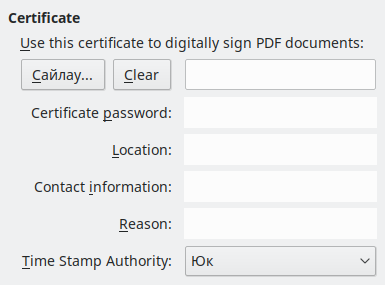 Certificate
Use this certificate to digitally sign PDF documents:
Сайлау... Clear
Certificate password:
Location:
Contact information:
Reason:
Time Stamp Authority: Юк